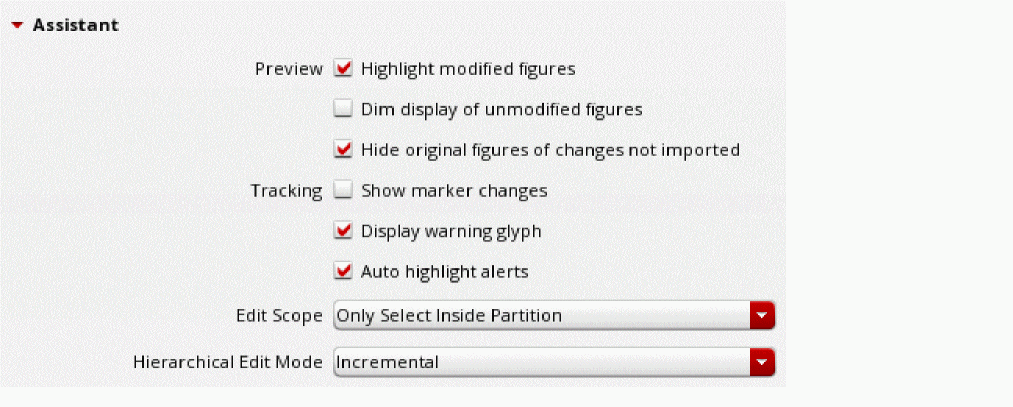 Assistant
Preview Highlight modified figures
Dim display of unmodified figures
Hide original figures of changes not imported
Tracking Show marker changes
Display warning glyph
Auto highlight alerts
Edit Scope Only Select Inside Partition
Hierarchical Edit Mode Incremental